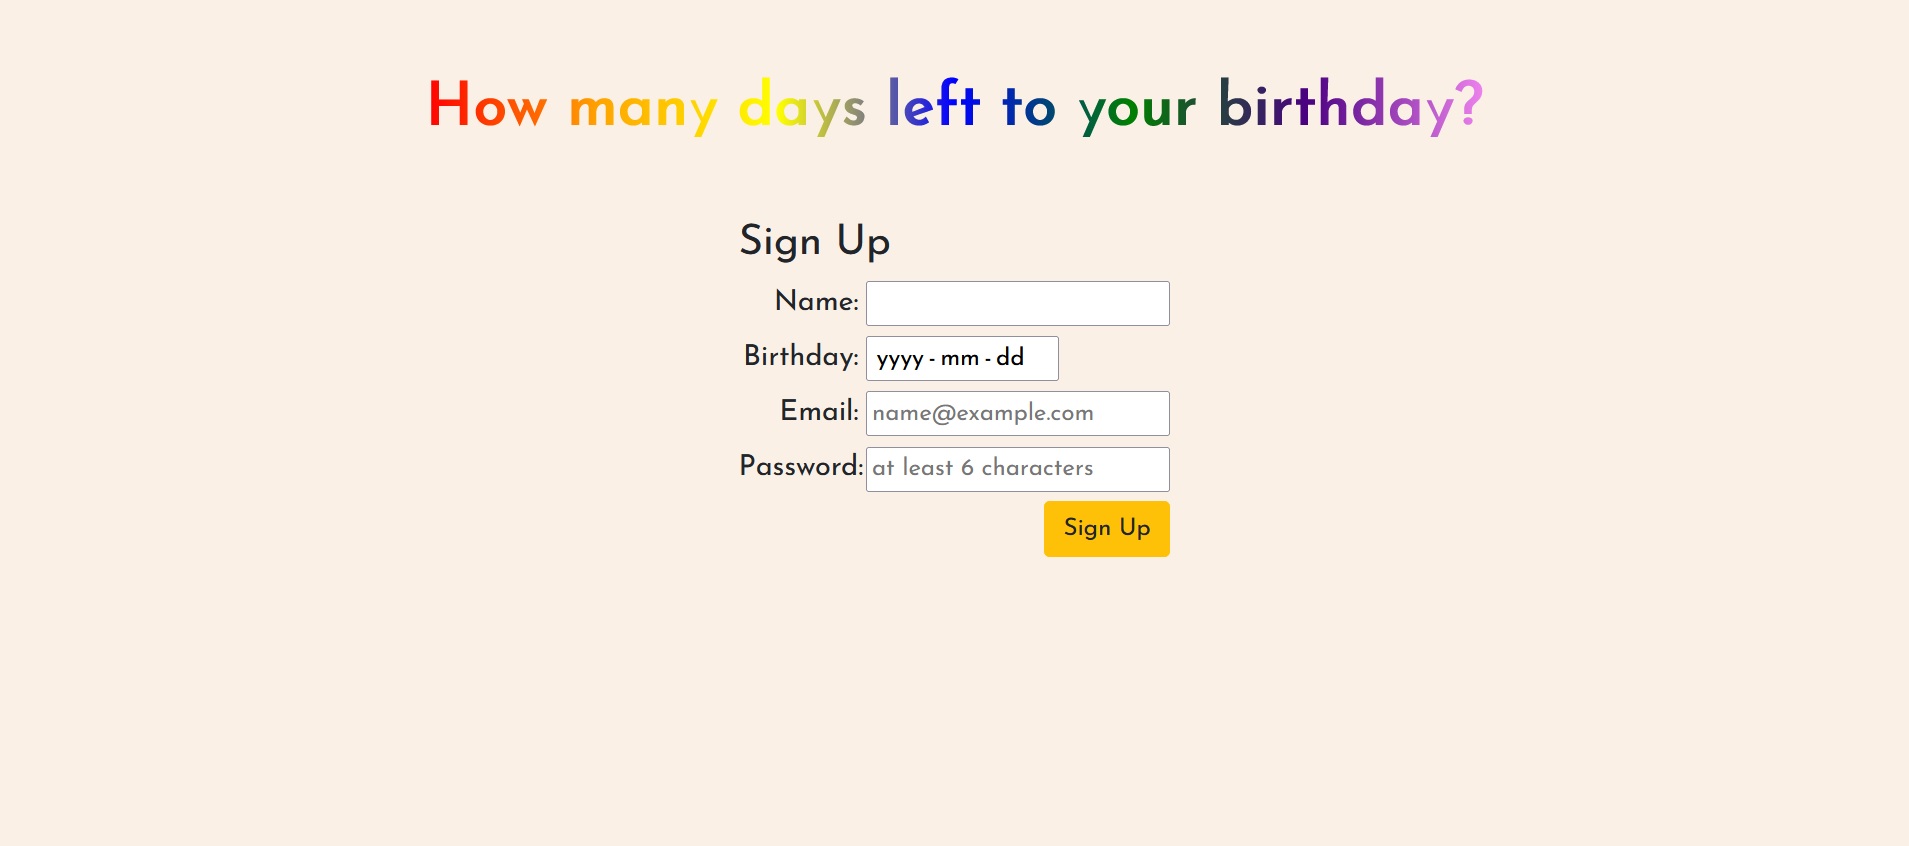 How many days left to your birthday?
Sign Up
Name:
Birthday: yyyy - mm - dd
Email: name@example.com
Password: at least 6 characters
Sign Up